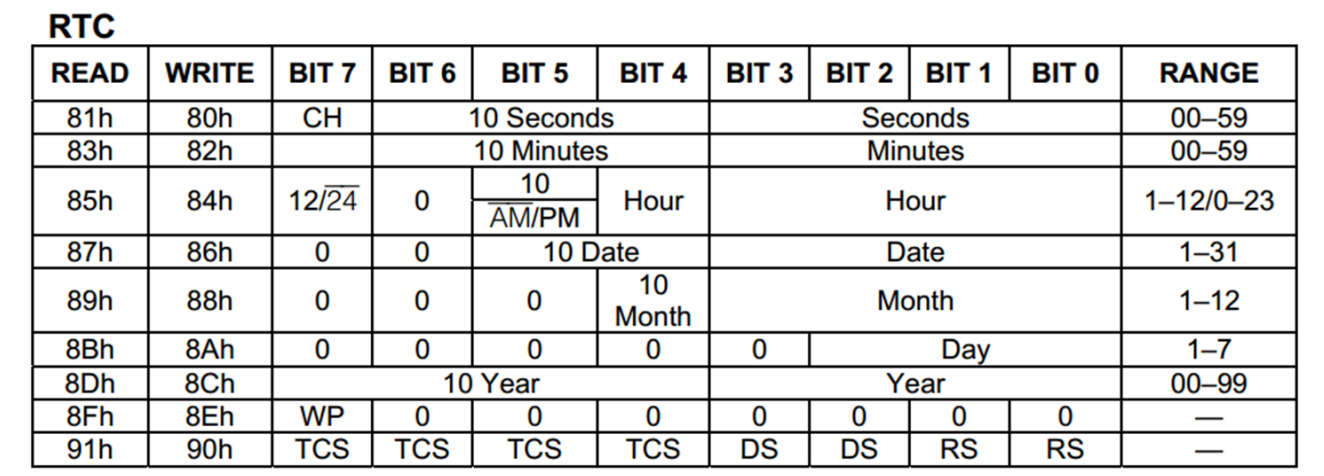 RTC
READ WRITE BIT 7 BIT 6 BIT 5 BIT 4 BIT 3 BIT 2 BIT 1 BIT 0 RANGE
81h 80h CH 10 Seconds Seconds 00–59
83h 82h 10 Minutes Minutes 00–59
85h 84h 12/2̅4̅ 0 10 Hour Hour 1–12/0–23
A̅M̅/PM
87h 86h 0 0 10 Date Date 1–31
89h 88h 0 0 0 10 Month Month 1–12
8Bh 8Ah 0 0 0 0 0 Day 1–7
8Dh 8Ch 10 Year Year 00–99
8Fh 8Eh WP 0 0 0 0 0 0 0 —
91h 90h TCS TCS TCS TCS DS DS RS RS —